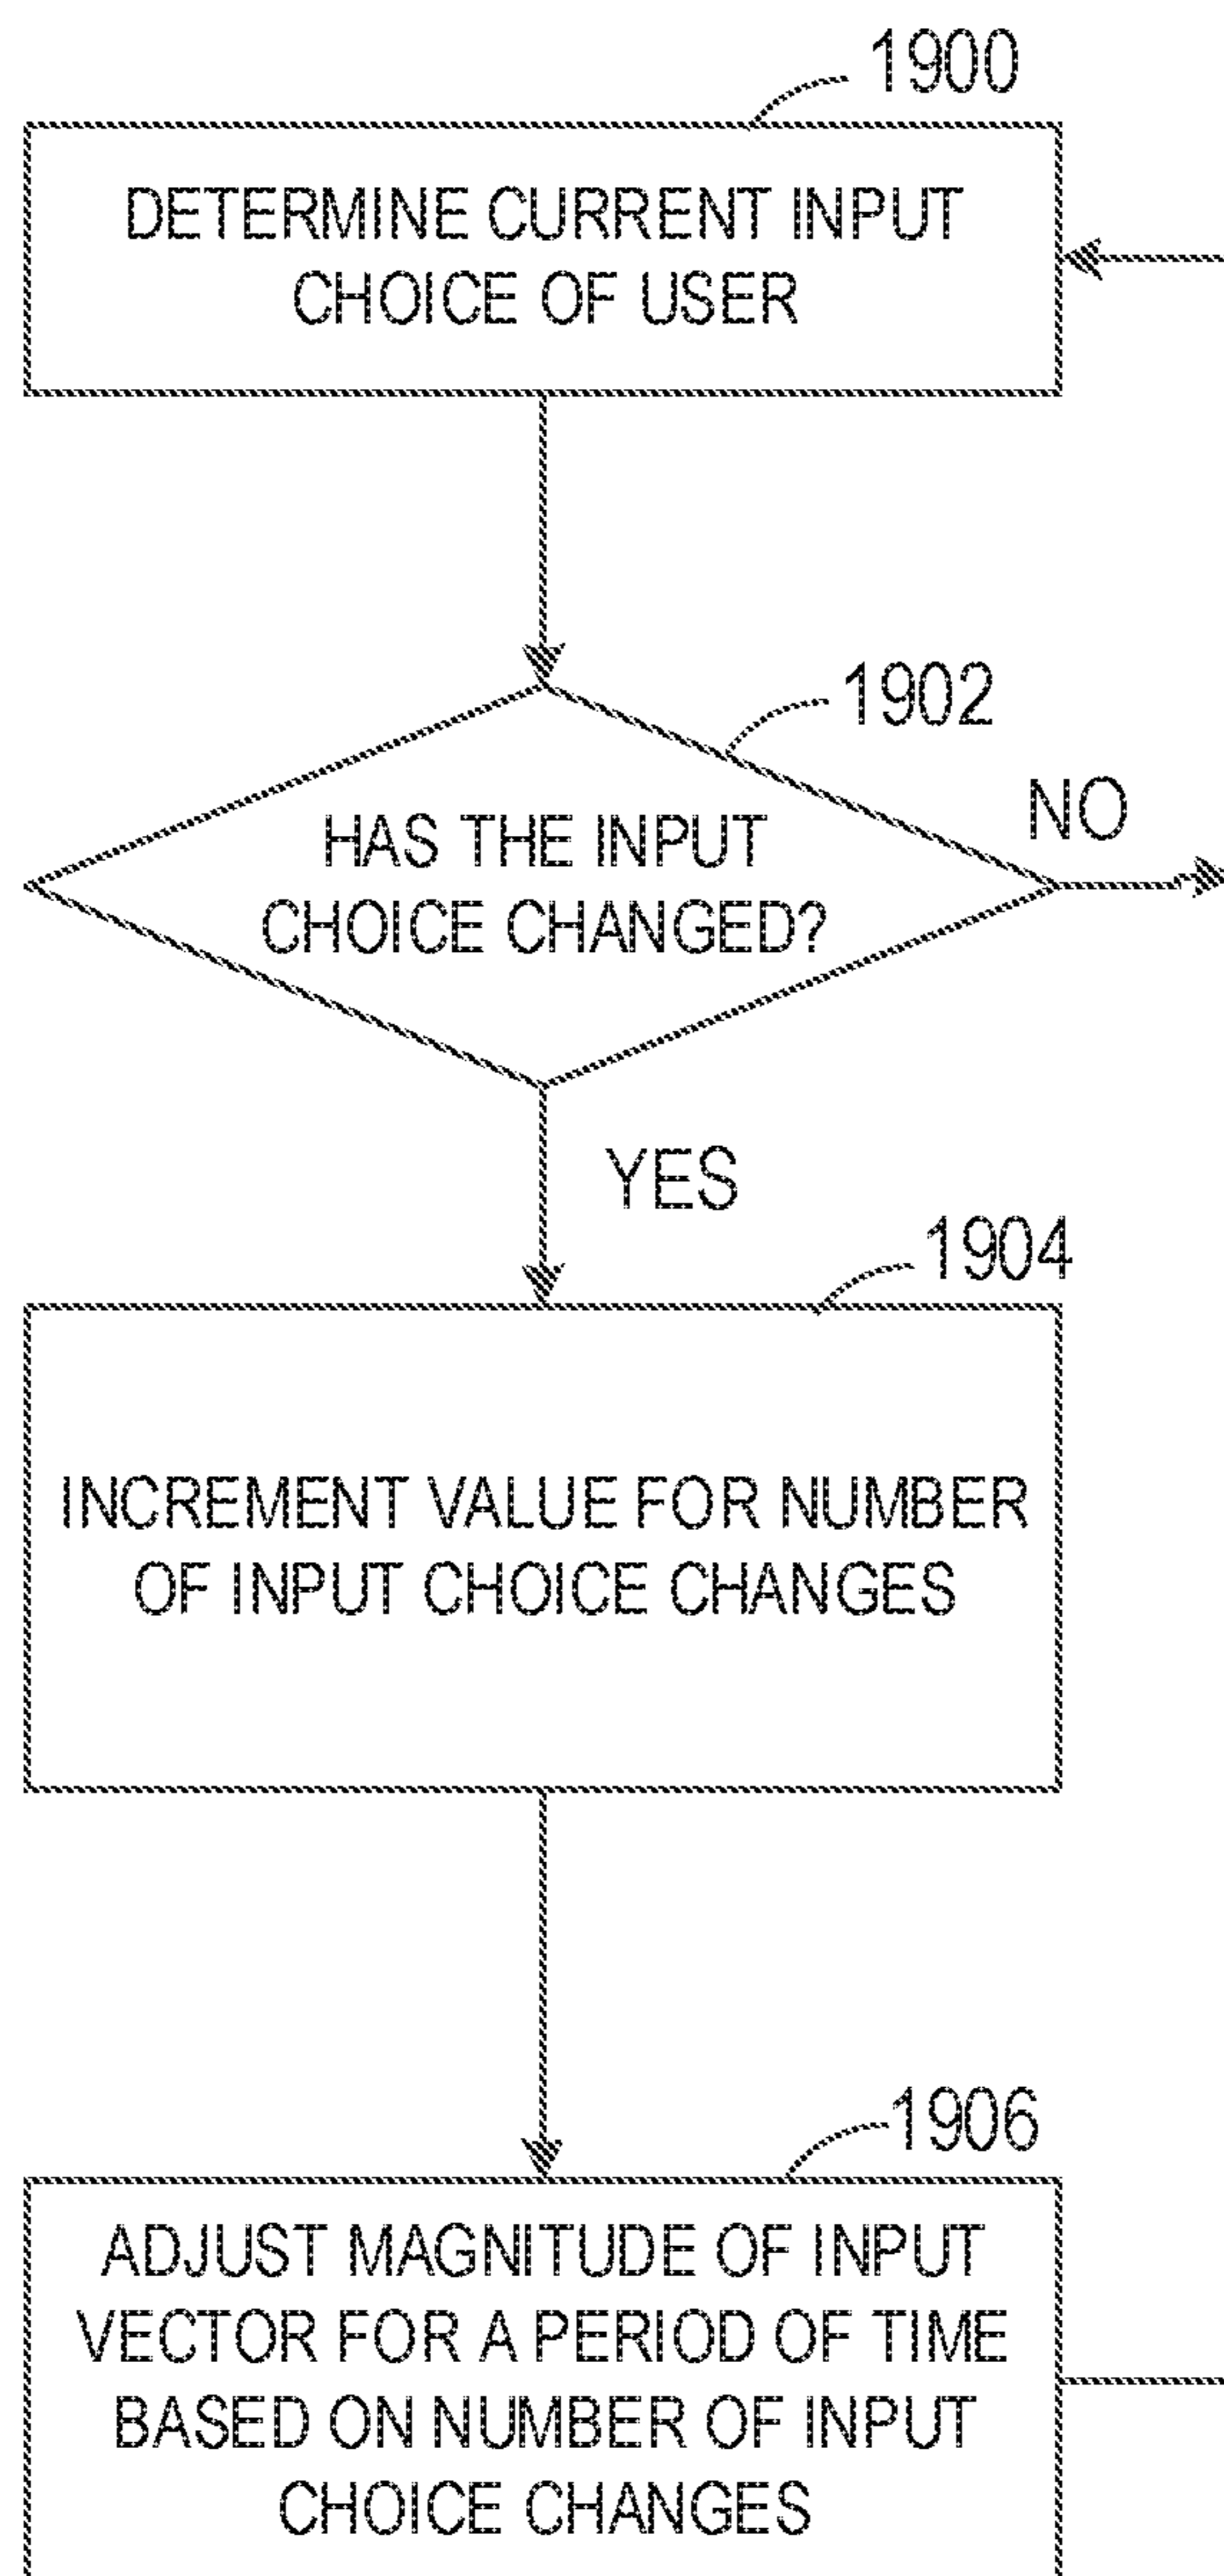 1900
DETERMINE CURRENT INPUT
CHOICE OF USER
1902
NO
HAS THE INPUT
CHOICE CHANGED?
YES
1904
INCREMENT VALUE FOR NUMBER
OF INPUT CHOICE CHANGES
1906
ADJUST MAGNITUDE OF INPUT
VECTOR FOR A PERIOD OF TIME
BASED ON NUMBER OF INPUT
CHOICE CHANGES